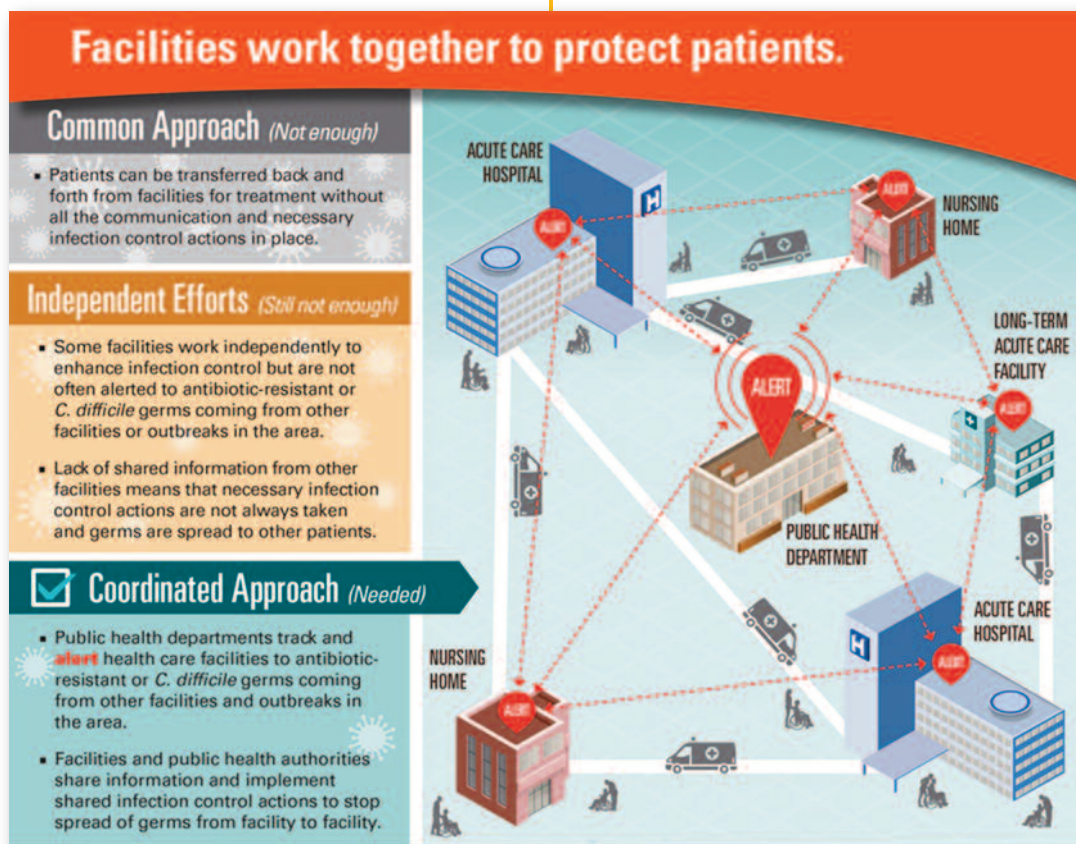 Facilities work together to protect patients.
Common Approach (Not enough)
▪ Patients can be transferred back and
forth from facilities for treatment without
all the communication and necessary
infection control actions in place.
Independent Efforts (Still not enough)
▪ Some facilities work independently to
enhance infection control but are not
often alerted to antibiotic-resistant or
C. difficile germs coming from other
facilities or outbreaks in the area.
▪ Lack of shared information from other
facilities means that necessary infection
control actions are not always taken
and germs are spread to other patients.
Coordinated Approach (Needed)
▪ Public health departments track and
alert health care facilities to antibiotic-
resistant or C. difficile germs coming
from other facilities and outbreaks in
the area.
▪ Facilities and public health authorities
share information and implement
shared infection control actions to stop
spread of germs from facility to facility.
ACUTE CARE
HOSPITAL
H
ALERT
ALERT
NURSING
HOME
LONG-TERM
ACUTE CARE
FACILITY
ALERT
ALERT
PUBLIC HEALTH
DEPARTMENT
ACUTE CARE
HOSPITAL
H
ALERT
NURSING
HOME
ALERT